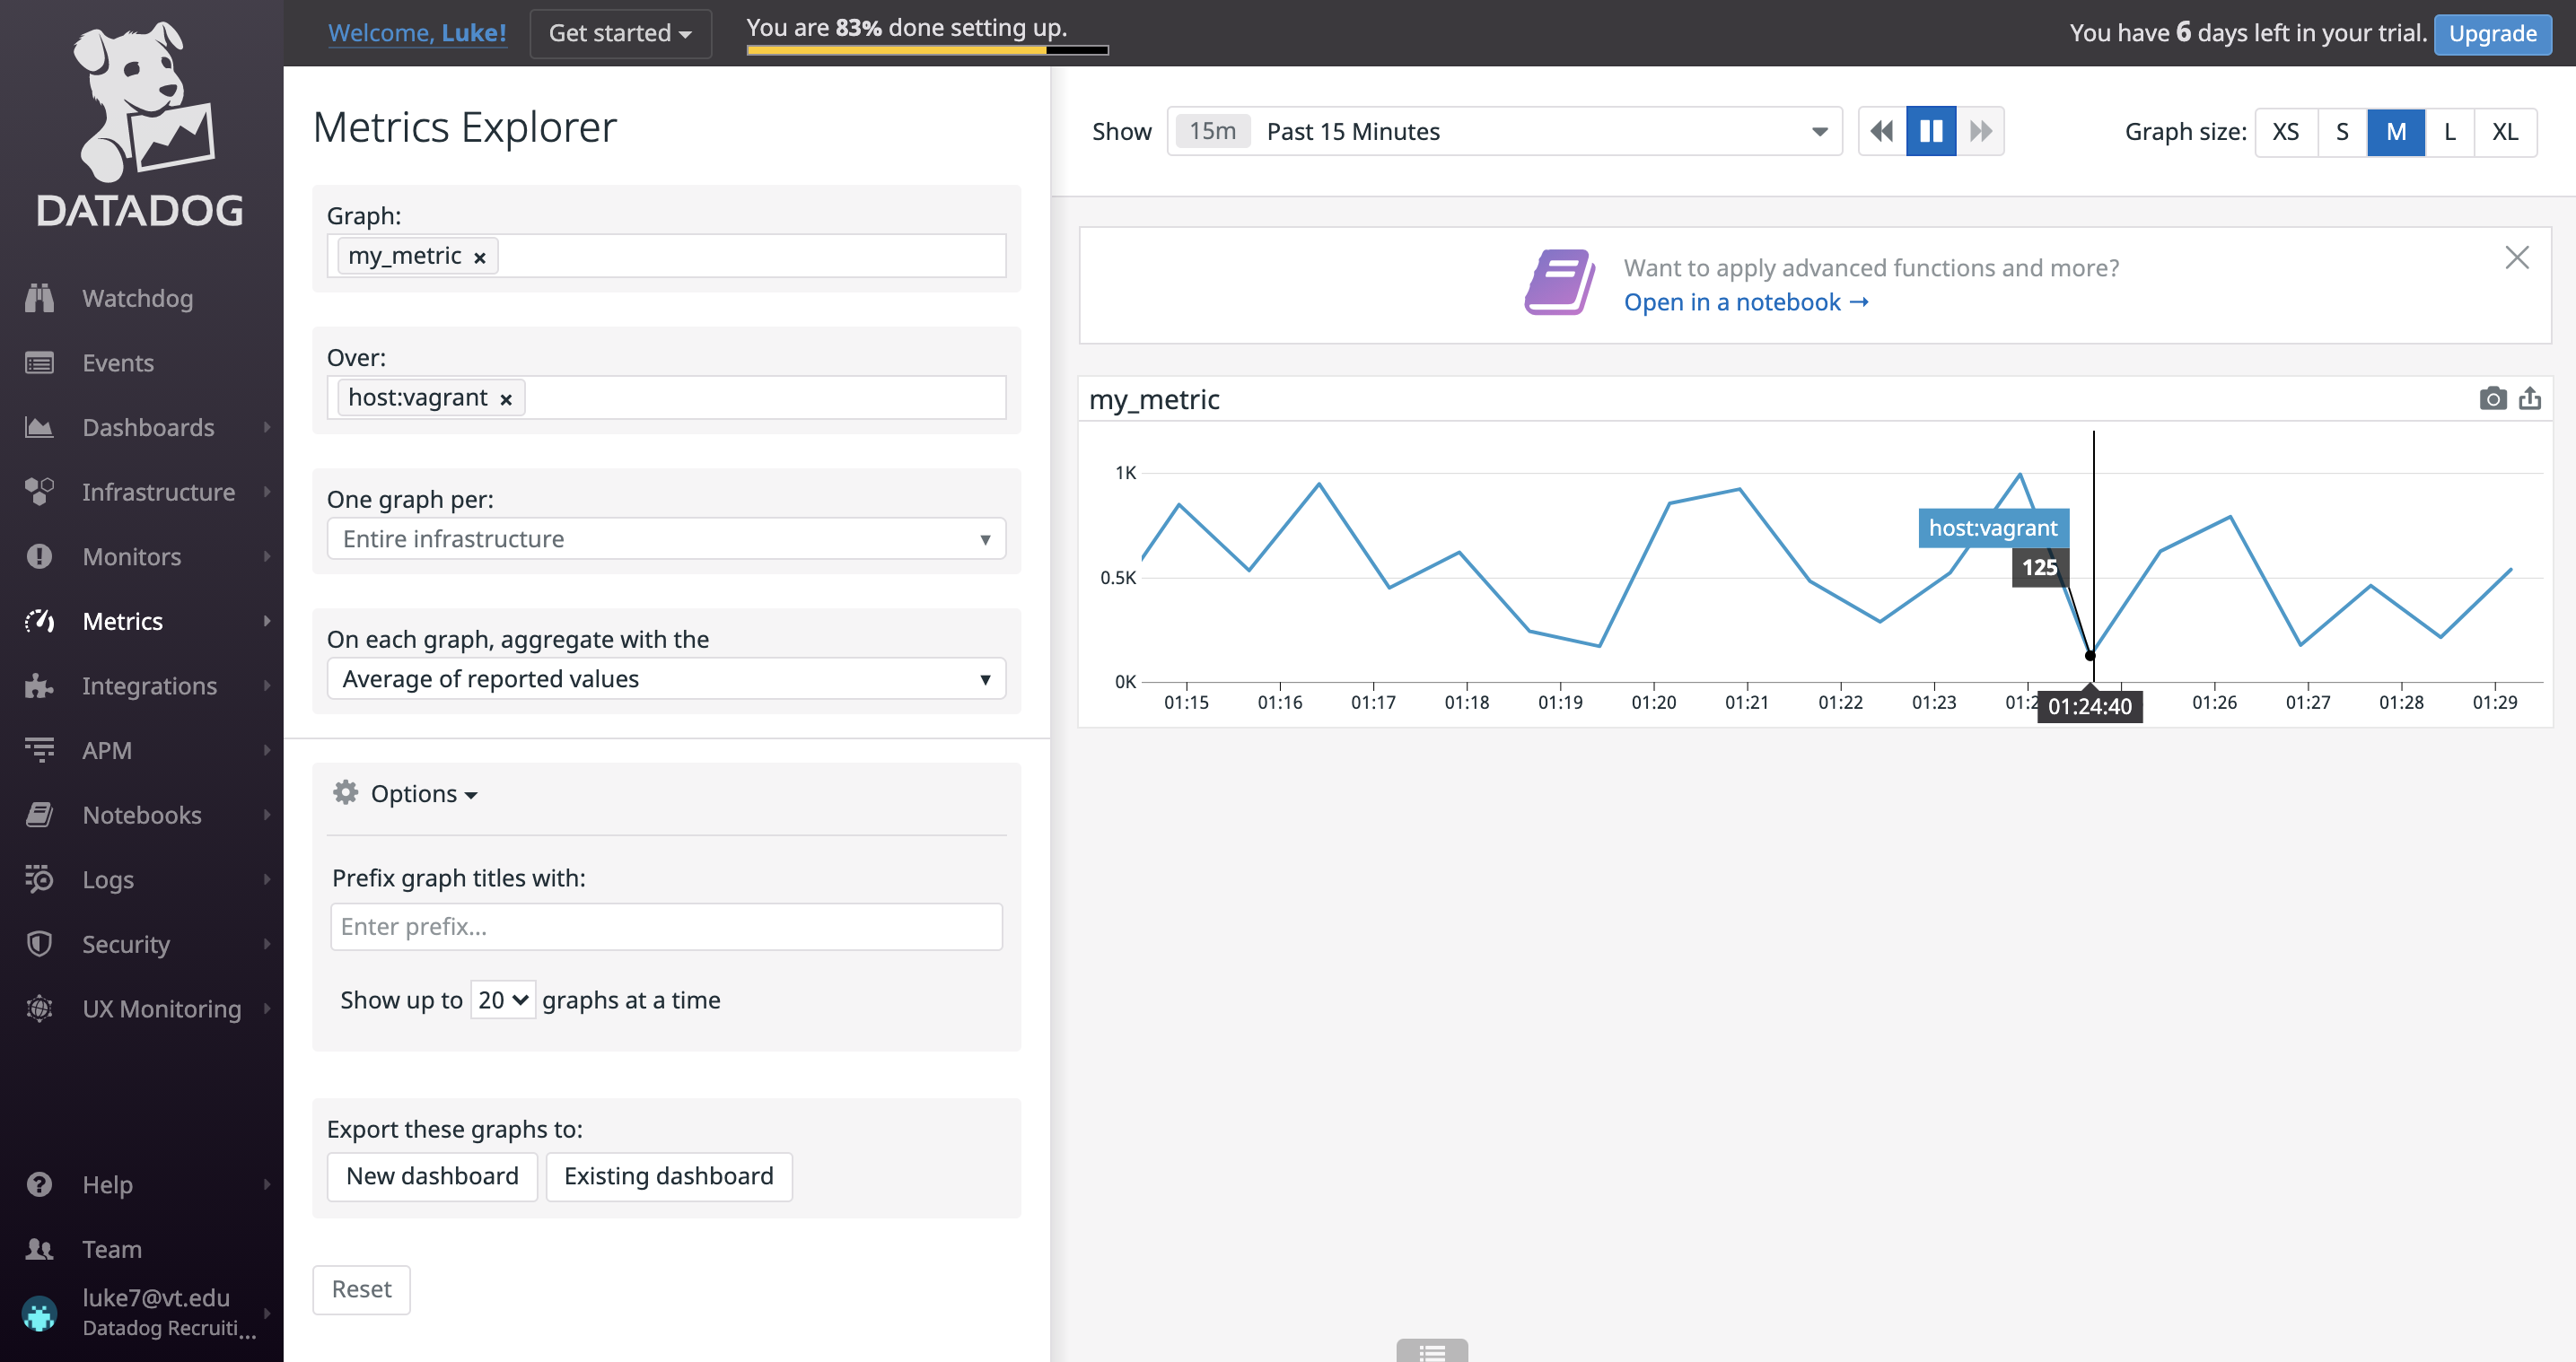 DATADOG
Watchdog
Events
Dashboards
Infrastructure
Monitors
Metrics
Integrations
APM
Notebooks
Logs
Security
UX Monitoring
Help
Team
luke7@vt.edu
Datadog Recruiti...
Welcome, Luke!
Get started
You are 83% done setting up.
You have 6 days left in your trial. Upgrade
Metrics Explorer
Graph:
my_metric ×
Over:
host:vagrant ×
One graph per:
Entire infrastructure
On each graph, aggregate with the
Average of reported values
Options
Prefix graph titles with:
Enter prefix...
Show up to 20 graphs at a time
Export these graphs to:
New dashboard Existing dashboard
Reset
Show 15m Past 15 Minutes
Graph size: XS S M L XL
Want to apply advanced functions and more?
Open in a notebook →
my_metric
1K
0.5K
0K
host:vagrant
125
01:15 01:16 01:17 01:18 01:19 01:20 01:21 01:22 01:23 01:2 01:24:40 01:26 01:27 01:28 01:29